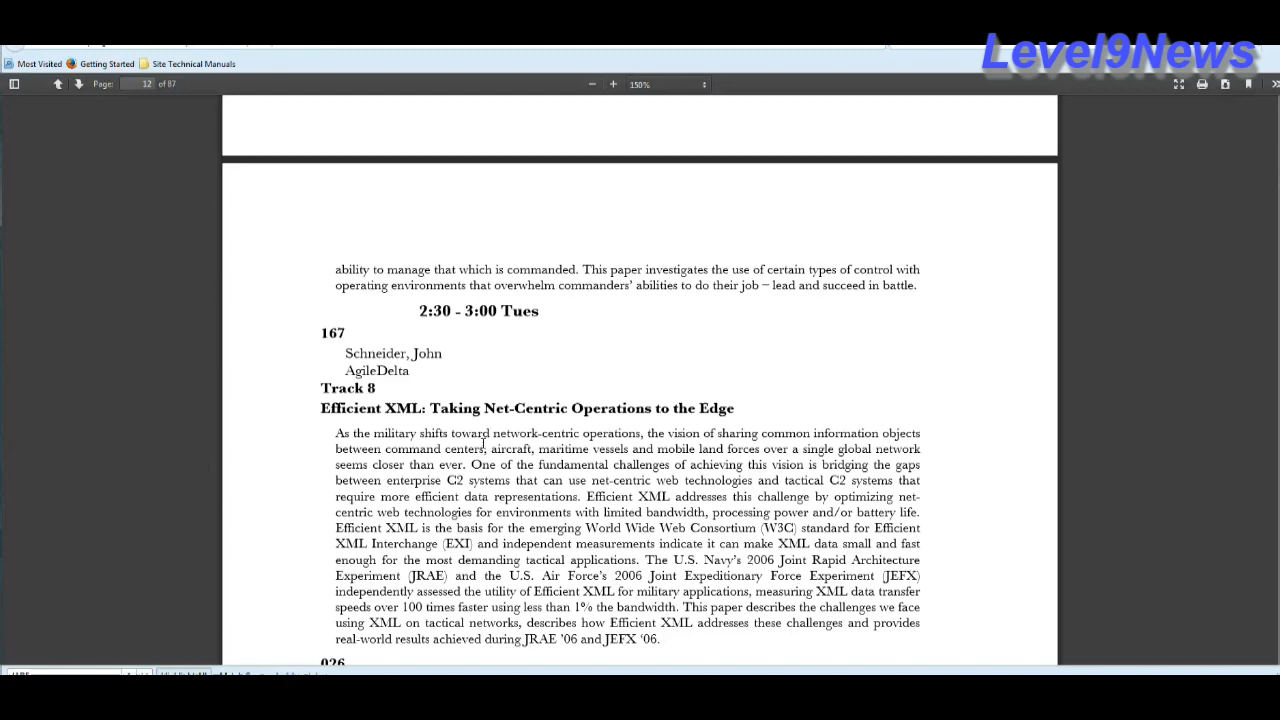 Level9News
Most Visited Getting Started Site Technical Manuals
Page: 12 of 87 150%
ability to manage that which is commanded. This paper investigates the use of certain types of control with
operating environments that overwhelm commanders' abilities to do their job – lead and succeed in battle.
2:30 - 3:00 Tues
167
Schneider, John
AgileDelta
Track 8
Efficient XML: Taking Net-Centric Operations to the Edge
As the military shifts toward network-centric operations, the vision of sharing common information objects
between command centers, aircraft, maritime vessels and mobile land forces over a single global network
seems closer than ever. One of the fundamental challenges of achieving this vision is bridging the gaps
between enterprise C2 systems that can use net-centric web technologies and tactical C2 systems that
require more efficient data representations. Efficient XML addresses this challenge by optimizing net-
centric web technologies for environments with limited bandwidth, processing power and/or battery life.
Efficient XML is the basis for the emerging World Wide Web Consortium (W3C) standard for Efficient
XML Interchange (EXI) and independent measurements indicate it can make XML data small and fast
enough for the most demanding tactical applications. The U.S. Navy's 2006 Joint Rapid Architecture
Experiment (JRAE) and the U.S. Air Force's 2006 Joint Expeditionary Force Experiment (JEFX)
independently assessed the utility of Efficient XML for military applications, measuring XML data transfer
speeds over 100 times faster using less than 1% the bandwidth. This paper describes the challenges we face
using XML on tactical networks, describes how Efficient XML addresses these challenges and provides
real-world results achieved during JRAE '06 and JEFX '06.
026